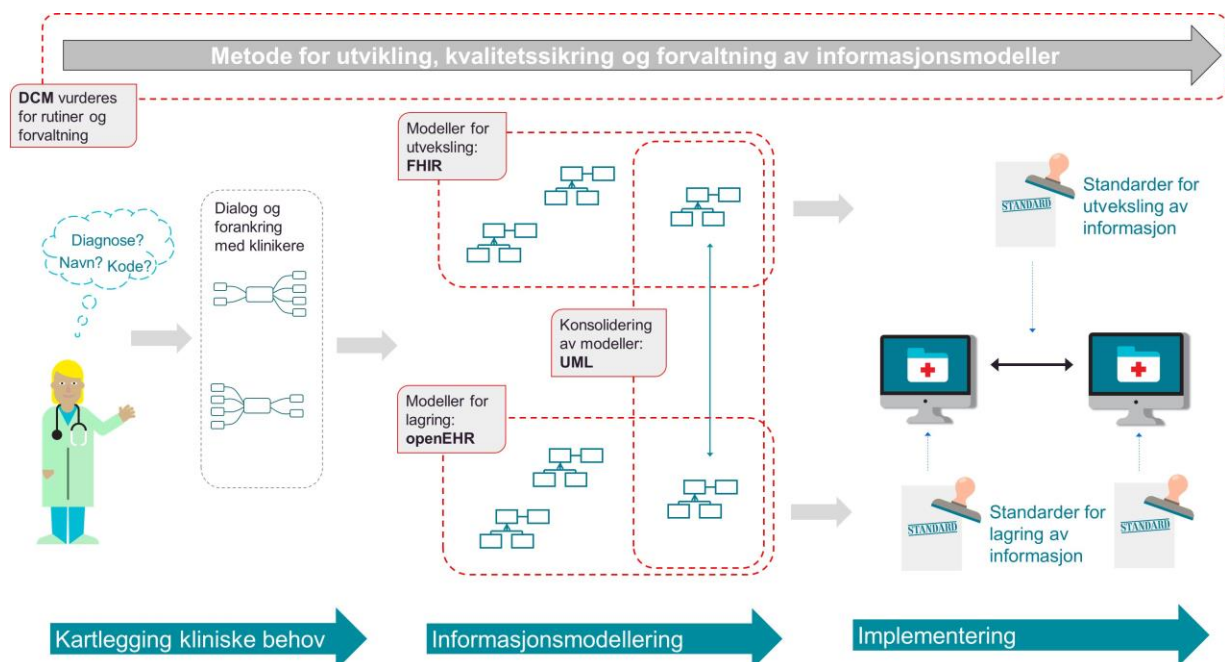 Metode for utvikling, kvalitetssikring og forvaltning av informasjonsmodeller
DCM vurderes
for rutiner og
forvaltning
Diagnose?
Navn? Kode?
Dialog og
forankring
med klinikere
Modeller for
utveksling:
FHIR
Konsolidering
av modeller:
UML
Modeller for
lagring:
openEHR
STANDARD
Standarder for
utveksling av
informasjon
STANDARD
Standarder for
lagring av
informasjon
STANDARD
Kartlegging kliniske behov
Informasjonsmodellering
Implementering